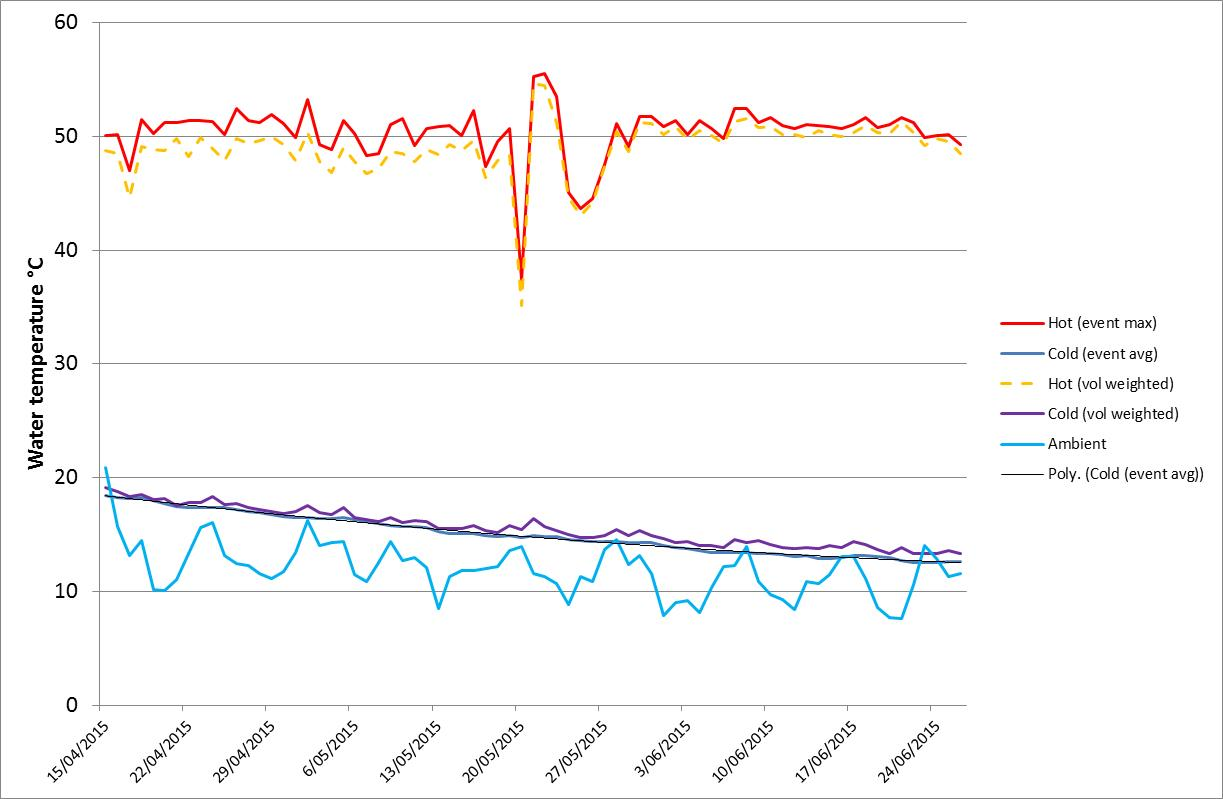 60
50
40
30
20
10
0
Water temperature °C
15/04/2015
22/04/2015
29/04/2015
6/05/2015
13/05/2015
20/05/2015
27/05/2015
3/06/2015
10/06/2015
17/06/2015
24/06/2015
Hot (event max)
Cold (event avg)
Hot (vol weighted)
Cold (vol weighted)
Ambient
Poly. (Cold (event avg))